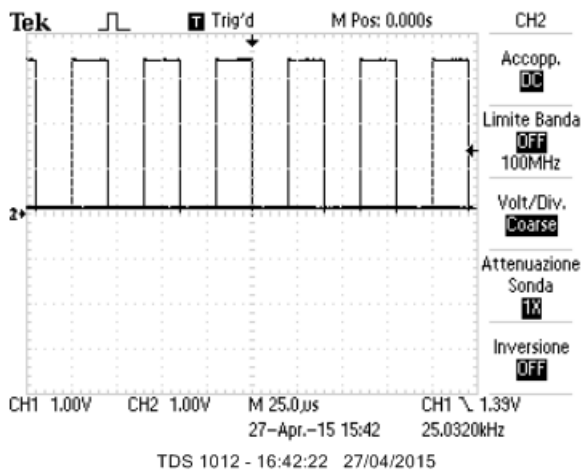 Tek T Trig'd M Pos: 0.000s CH2
Accopp.
DC
Limite Banda
OFF
100MHz
2
Volt/Div.
Coarse
Attenuazione
Sonda
1X
Inversione
OFF
CH1 1.00V CH2 1.00V M 25.0µs CH1 1.39V
27-Apr.-15 15:42 25.0320kHz
TDS 1012 - 16:42:22 27/04/2015